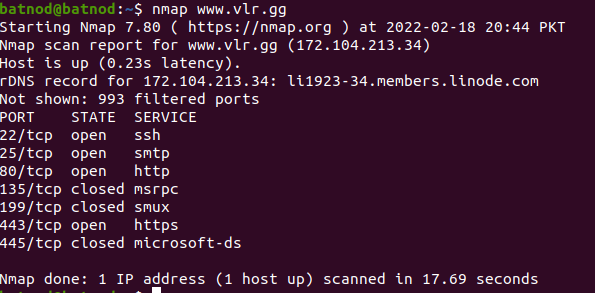 batnod@batnod:~$ nmap www.vlr.gg
Starting Nmap 7.80 ( https://nmap.org ) at 2022-02-18 20:44 PKT
Nmap scan report for www.vlr.gg (172.104.213.34)
Host is up (0.23s latency).
rDNS record for 172.104.213.34: li1923-34.members.linode.com
Not shown: 993 filtered ports
PORT    STATE  SERVICE
22/tcp  open   ssh
25/tcp  open   smtp
80/tcp  open   http
135/tcp closed msrpc
199/tcp closed smux
443/tcp open   https
445/tcp closed microsoft-ds
Nmap done: 1 IP address (1 host up) scanned in 17.69 seconds